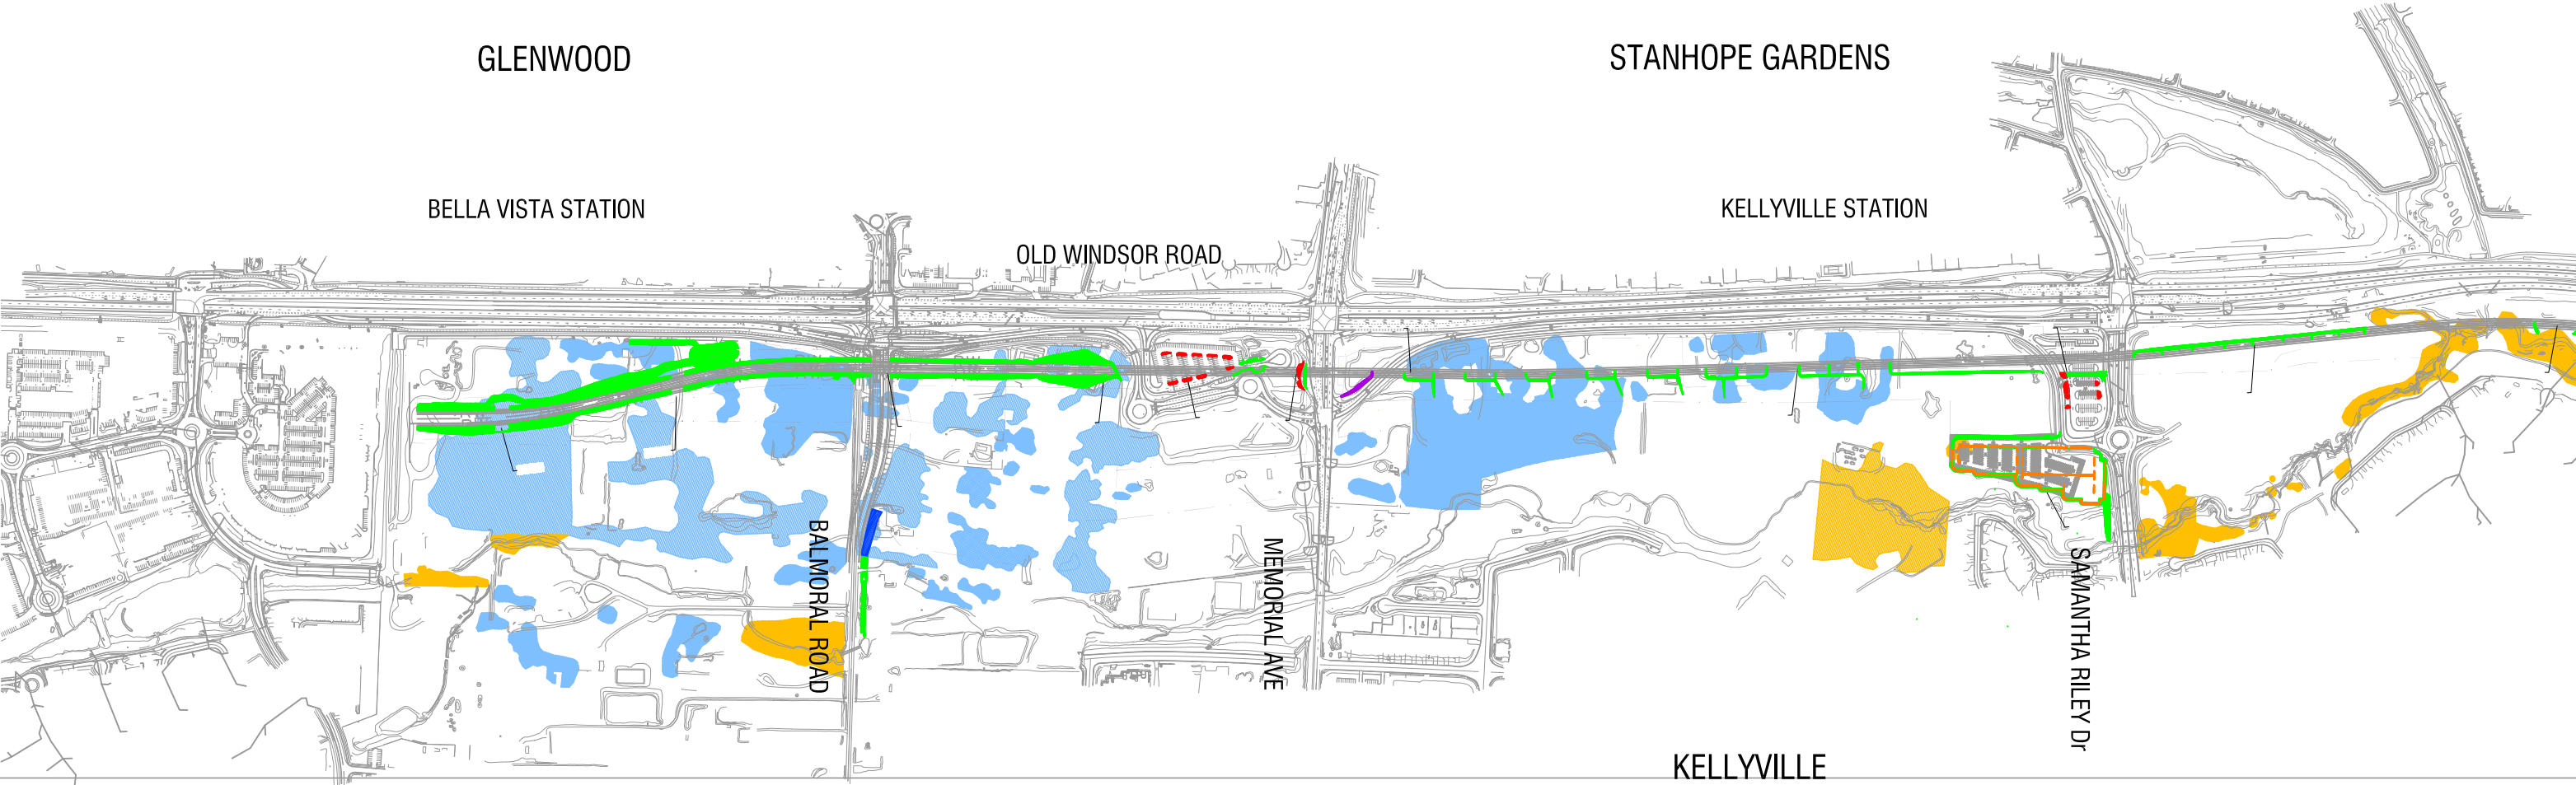 GLENWOOD
STANHOPE GARDENS
BELLA VISTA STATION
KELLYVILLE STATION
OLD WINDSOR ROAD
BALMORAL ROAD
MEMORIAL AVE
SAMANTHA RILEY Dr
KELLYVILLE